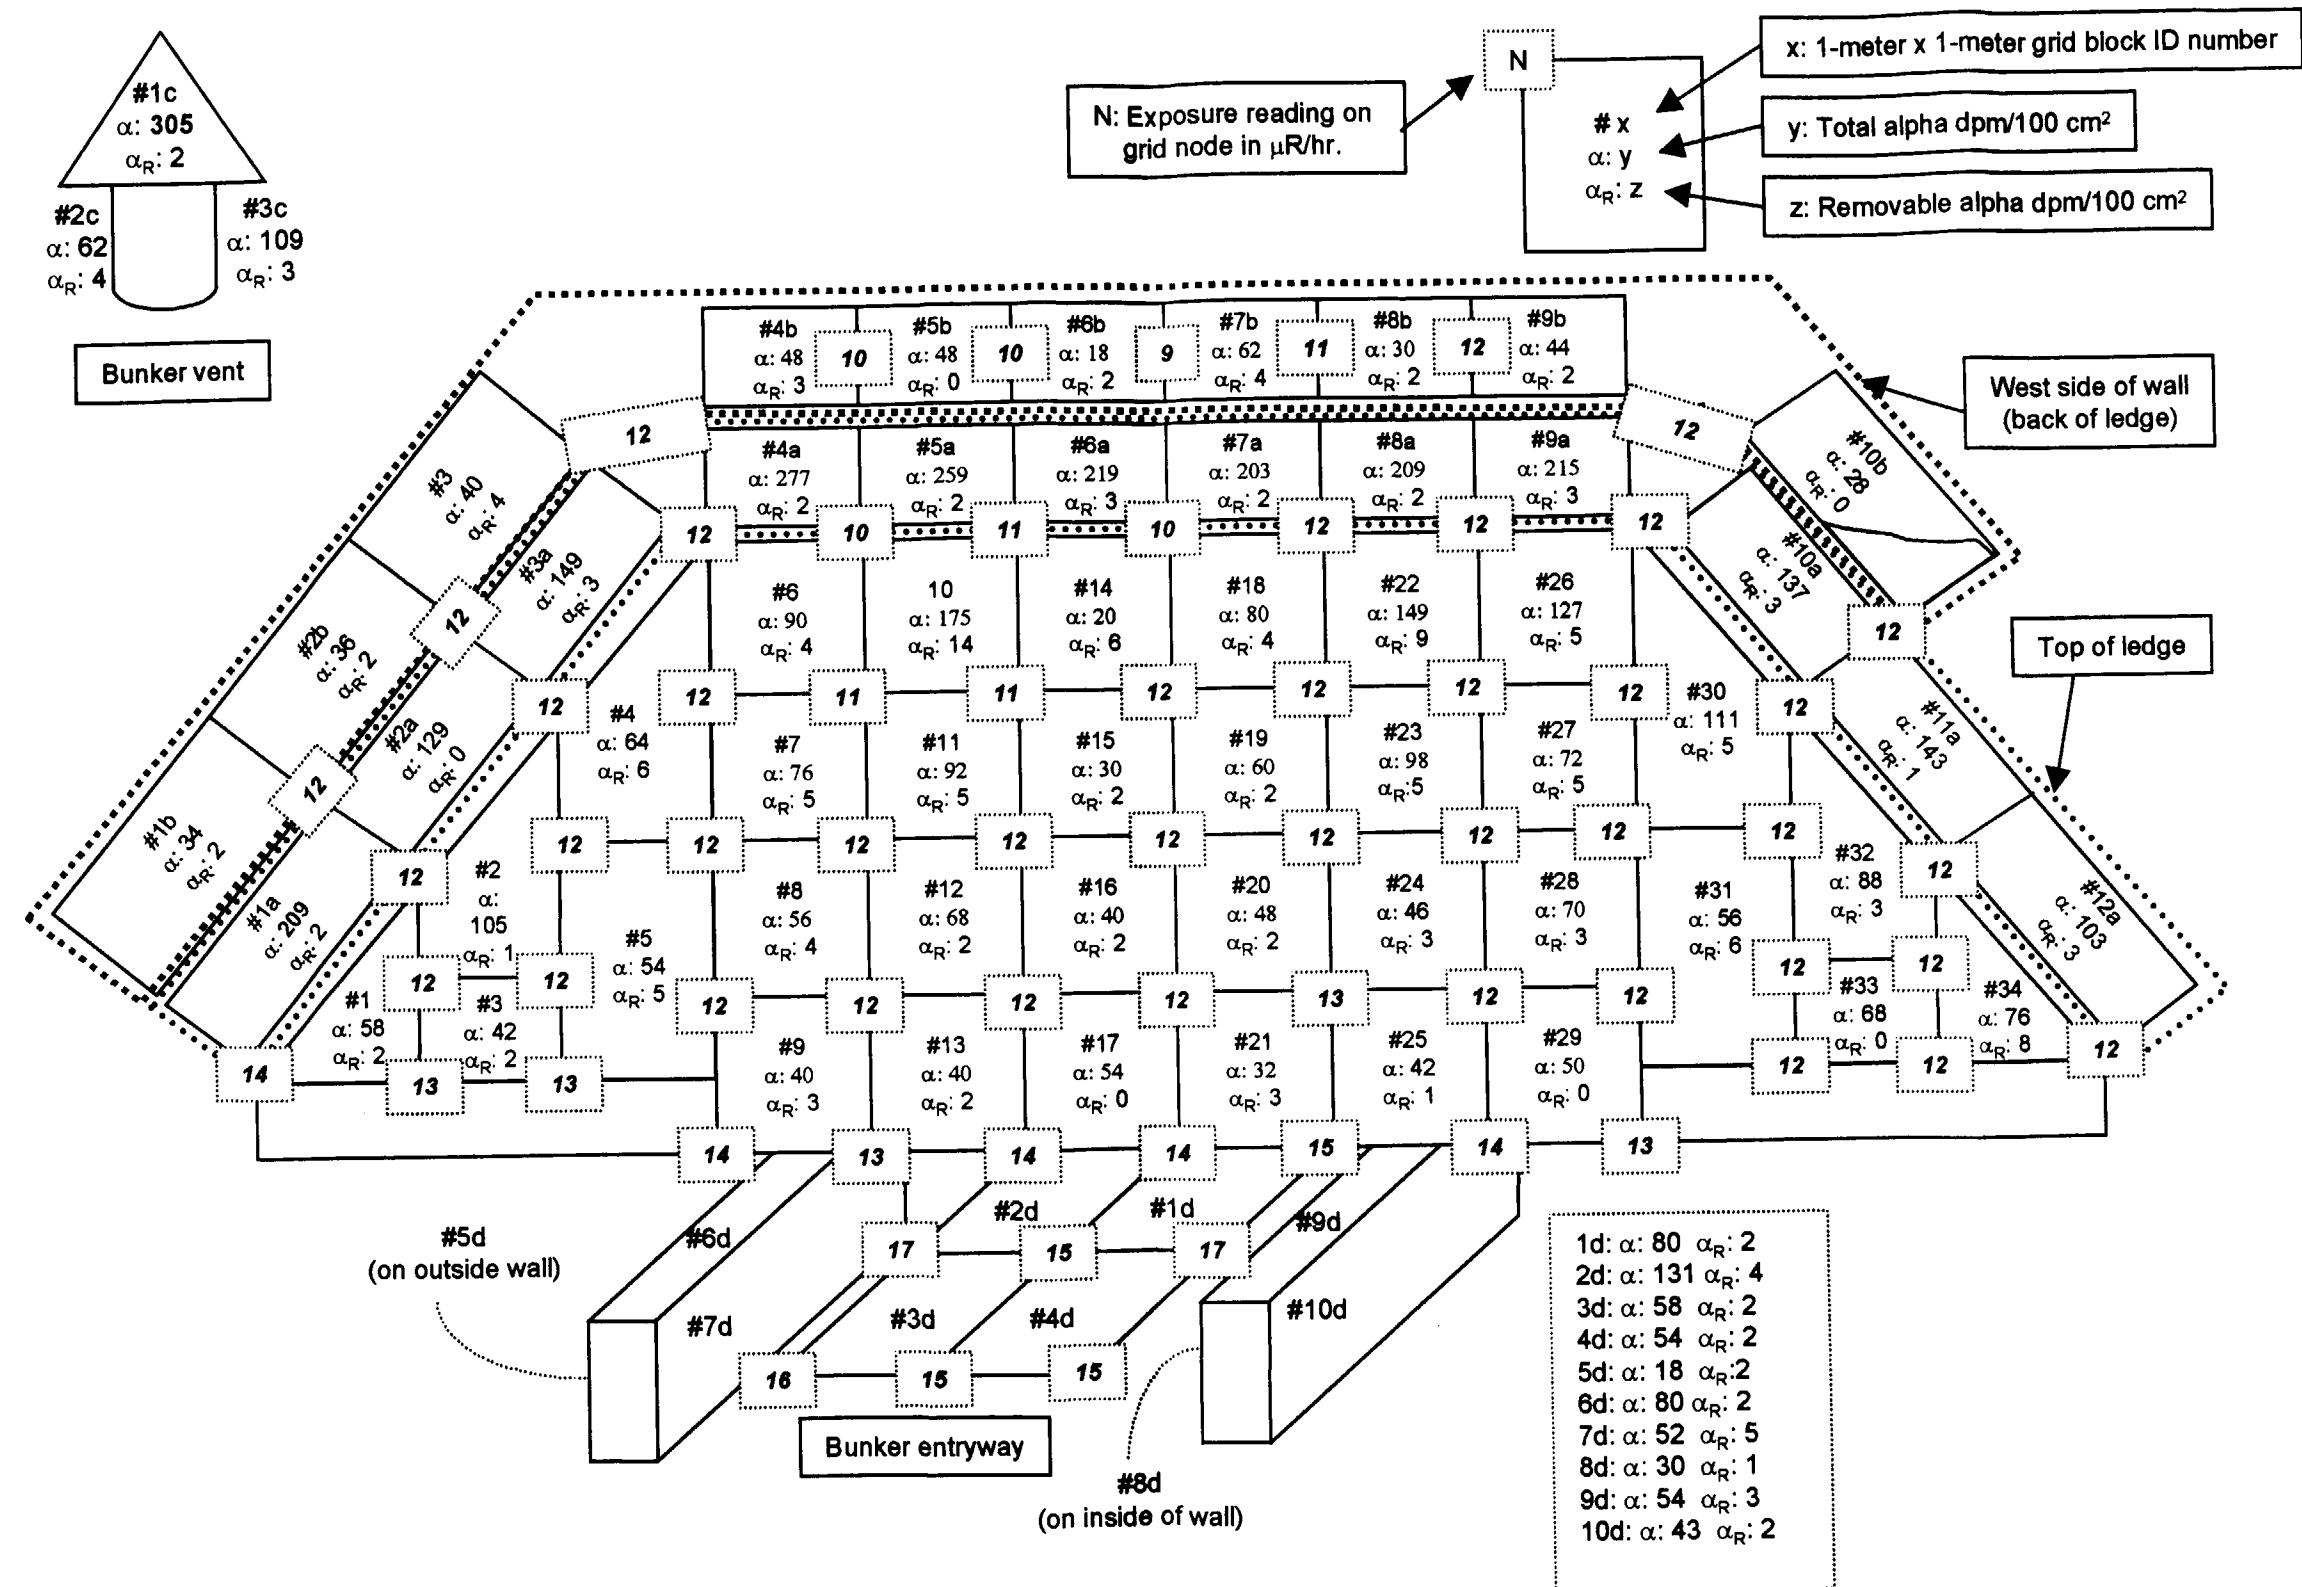 #1c
α: 305
αR: 2
#2c
α: 62
αR: 4
#3c
α: 109
αR: 3
Bunker vent
N: Exposure reading on
grid node in μR/hr.
N
# x
α: y
αR: z
x: 1-meter x 1-meter grid block ID number
y: Total alpha dpm/100 cm²
z: Removable alpha dpm/100 cm²
West side of wall
(back of ledge)
Top of ledge
#4b
α: 48
αR: 3
10
#5b
α: 48
αR: 0
10
#6b
α: 18
αR: 2
9
#7b
α: 62
αR: 4
11
#8b
α: 30
αR: 2
12
#9b
α: 44
αR: 2
12
12
#10b
α: 28
αR: 0
#3
α: 40
αR: 4
#4a
α: 277
αR: 2
#5a
α: 259
αR: 2
#6a
α: 219
αR: 3
#7a
α: 203
αR: 2
#8a
α: 209
αR: 2
#9a
α: 215
αR: 3
12
10
11
10
12
12
12
#10a
α: 137
αR: 3
12
#3a
α: 149
αR: 3
12
#2b
α: 36
αR: 2
#6
α: 90
αR: 4
10
α: 175
αR: 14
#14
α: 20
αR: 6
#18
α: 80
αR: 4
#22
α: 149
αR: 9
#26
α: 127
αR: 5
12
12
11
11
12
12
12
12
12
#4
α: 64
αR: 6
#30
α: 111
αR: 5
#11a
α: 143
αR: 1
#2a
α: 129
αR: 0
12
#1b
α: 34
αR: 2
#7
α: 76
αR: 5
#11
α: 92
αR: 5
#15
α: 30
αR: 2
#19
α: 60
αR: 2
#23
α: 98
αR:5
#27
α: 72
αR: 5
12
12
12
12
12
12
12
12
12
12
12
#1a
α: 209
αR: 2
#2
α:
105
αR: 1
#5
α: 54
αR: 5
#8
α: 56
αR: 4
#12
α: 68
αR: 2
#16
α: 40
αR: 2
#20
α: 48
αR: 2
#24
α: 46
αR: 3
#28
α: 70
αR: 3
#31
α: 56
αR: 6
#32
α: 88
αR: 3
#12a
α: 103
αR: 3
12
12
12
12
12
12
13
12
12
12
12
#1
α: 58
αR: 2
#3
α: 42
αR: 2
#9
α: 40
αR: 3
#13
α: 40
αR: 2
#17
α: 54
αR: 0
#21
α: 32
αR: 3
#25
α: 42
αR: 1
#29
α: 50
αR: 0
#33
α: 68
αR: 0
#34
α: 76
αR: 8
14
13
13
12
12
12
14
13
14
14
15
14
13
#6d
#2d
#1d
#9d
#5d
(on outside wall)
17
15
17
#7d
#3d
#4d
#10d
16
15
15
Bunker entryway
#8d
(on inside of wall)
1d: α: 80 αR: 2
2d: α: 131 αR: 4
3d: α: 58 αR: 2
4d: α: 54 αR: 2
5d: α: 18 αR:2
6d: α: 80 αR: 2
7d: α: 52 αR: 5
8d: α: 30 αR: 1
9d: α: 54 αR: 3
10d: α: 43 αR: 2